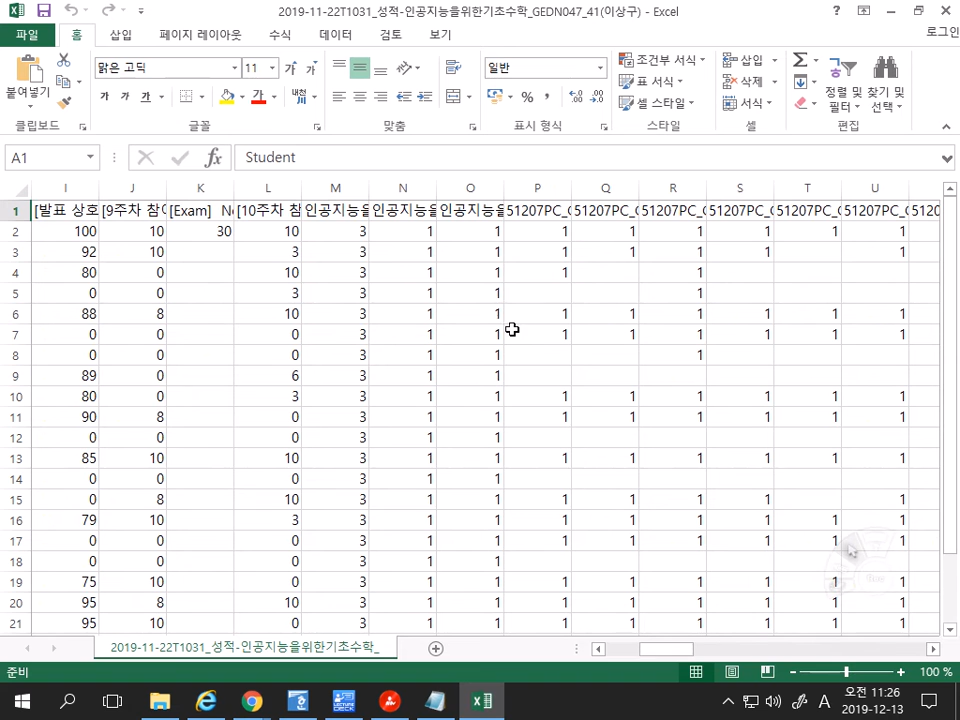 2019-11-22T1031_성적-인공지능을위한기초수학_GEDN047_41(이상구) - Excel
파일 홈 삽입 페이지 레이아웃 수식 데이터 검토 보기 로그인
붙여넣기
맑은 고딕 11 가 가
가 가 가 가 내천
일반
% ,
조건부 서식
표 서식
셀 스타일
삽입
삭제
서식
정렬 및 필터
찾기 및 선택
클립보드 글꼴 맞춤 표시 형식 스타일 셀 편집
A1 fx Student
I J K L M N O P Q R S T U
1 [발표 상호 [9주차 참여 [Exam] [10주차 참 인공지능을 인공지능을 인공지능을 51207PC_ 51207PC_ 51207PC_ 51207PC_ 51207PC_ 51207PC_ 5120
2 100 10 30 10 3 1 1 1 1 1 1 1 1
3 92 10 3 3 1 1 1 1 1 1 1
4 80 0 10 3 1 1 1 1
5 0 0 3 3 1 1 1
6 88 8 10 3 1 1 1 1 1 1 1 1
7 0 0 0 3 1 1 1 1 1 1 1 1
8 0 0 0 3 1 1 1
9 89 0 6 3 1 1
10 80 0 3 3 1 1 1 1 1 1 1 1
11 90 8 0 3 1 1 1 1 1 1 1 1
12 0 0 0 3 1 1
13 85 10 10 3 1 1 1 1 1 1 1 1
14 0 0 0 3 1 1
15 0 8 10 3 1 1 1 1 1 1 1
16 79 10 3 3 1 1 1 1 1 1 1 1
17 0 0 0 3 1 1 1 1 1 1 1 1
18 0 0 0 3 1 1
19 75 10 0 3 1 1 1 1 1 1 1 1
20 95 8 10 3 1 1 1 1 1 1 1 1
21 95 10 0 3 1 1 1 1 1 1 1 1
2019-11-22T1031_성적-인공지능을위한기초수학_
준비 100 %
LECTURE CHECK
A 오전 11:26
2019-12-13